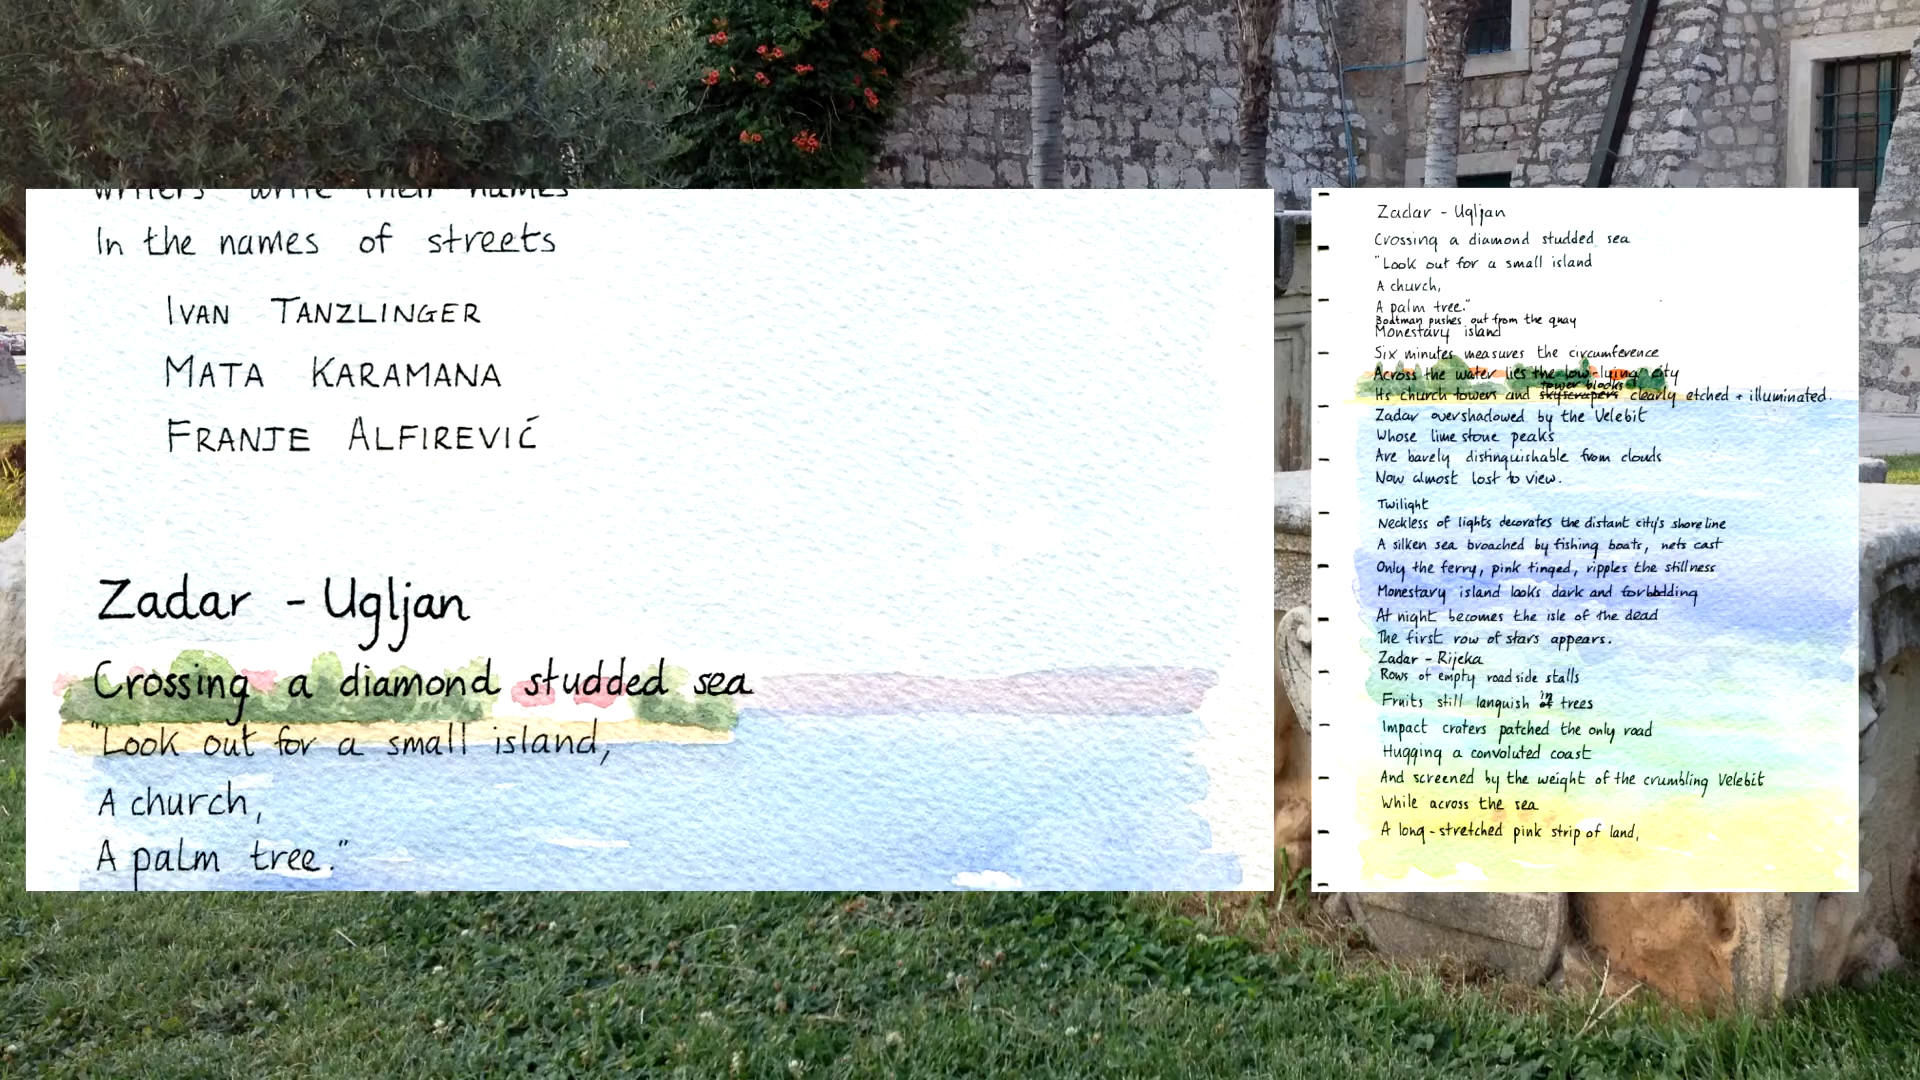 writers write their names
In the names of streets
IVAN TANZLINGER
MATA KARAMANA
FRANJE ALFIREVIĆ
Zadar - Ugljan
Crossing a diamond studded sea
"Look out for a small island,
A church,
A palm tree."
Zadar - Ugljan
Crossing a diamond studded sea
"Look out for a small island
A church,
A palm tree."
Boatman pushes out from the quay
Monestary island
Six minutes measures the circumference
Across the water lies the low-lying city
tower blocks
Its church towers and skyscrapers clearly etched + illuminated.
Zadar overshadowed by the Velebit
Whose limestone peaks
Are barely distinguishable from clouds
Now almost lost to view.
Twilight
Neckless of lights decorates the distant city's shoreline
A silken sea broached by fishing boats, nets cast
Only the ferry, pink tinged, ripples the stillness
Monestary island looks dark and
At night becomes the isle of the dead
The first row of stars appears.
Zadar - Rijeka
Rows of empty roadside stalls
in
Fruits still languish of trees
Impact craters patched the only road
Hugging a convoluted coast
And screened by the weight of the crumbling Velebit
While across the sea
A long-stretched pink strip of land,